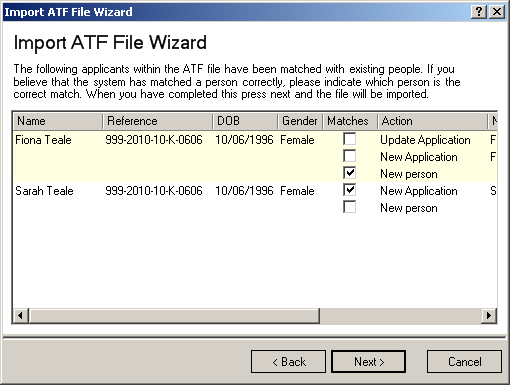 Import ATF File Wizard
Import ATF File Wizard
The following applicants within the ATF file have been matched with existing people. If you
believe that the system has matched a person correctly, please indicate which person is the
correct match. When you have completed this press next and the file will be imported.
Name Reference DOB Gender Matches Action N
Fiona Teale 999-2010-10-K-0606 10/06/1996 Female Update Application F
New Application F
New person
Sarah Teale 999-2010-10-K-0606 10/06/1996 Female New Application S
New person
< Back Next > Cancel